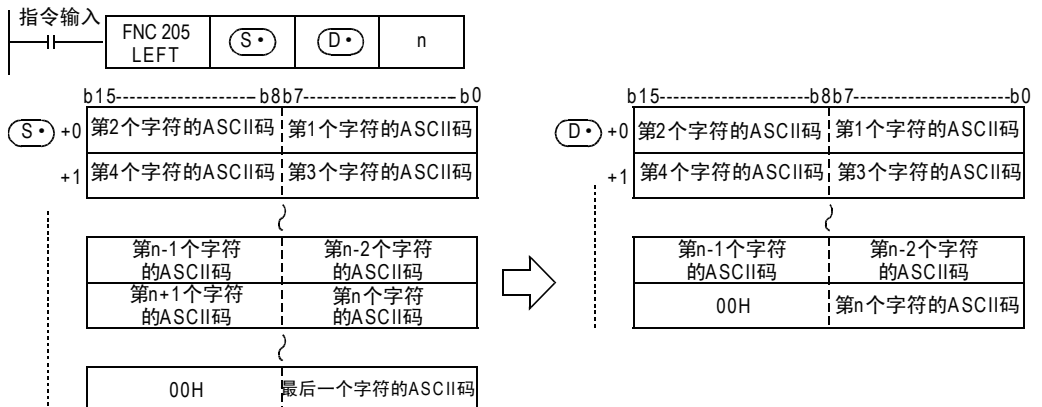 指令输入
FNC 205
LEFT
S•
D•
n
b15 b8b7 b0
S• +0 第2个字符的ASCII码 第1个字符的ASCII码
+1 第4个字符的ASCII码 第3个字符的ASCII码
第n-1个字符
的ASCII码
第n-2个字符
的ASCII码
第n+1个字符
的ASCII码
第n个字符
的ASCII码
00H 最后一个字符的ASCII码
b15 b8b7 b0
D• +0 第2个字符的ASCII码 第1个字符的ASCII码
+1 第4个字符的ASCII码 第3个字符的ASCII码
第n-1个字符
的ASCII码
第n-2个字符
的ASCII码
00H 第n个字符的ASCII码